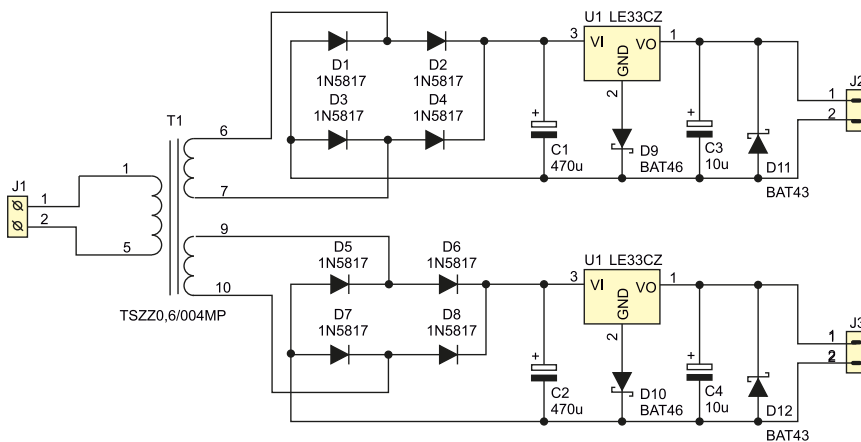 U1 LE33CZ
3
VI
VO
GND
1
2
D1
1N5817
D2
1N5817
D3
1N5817
D4
1N5817
+
C1
470u
D9
BAT46
+
C3
10u
D11
BAT43
J2
1
2
T1
6
7
J1
1
2
1
5
9
10
TSZZ0,6/004MP
D5
1N5817
D6
1N5817
D7
1N5817
D8
1N5817
U1 LE33CZ
3
VI
VO
GND
1
2
+
C2
470u
D10
BAT46
+
C4
10u
D12
BAT43
J3
1
2